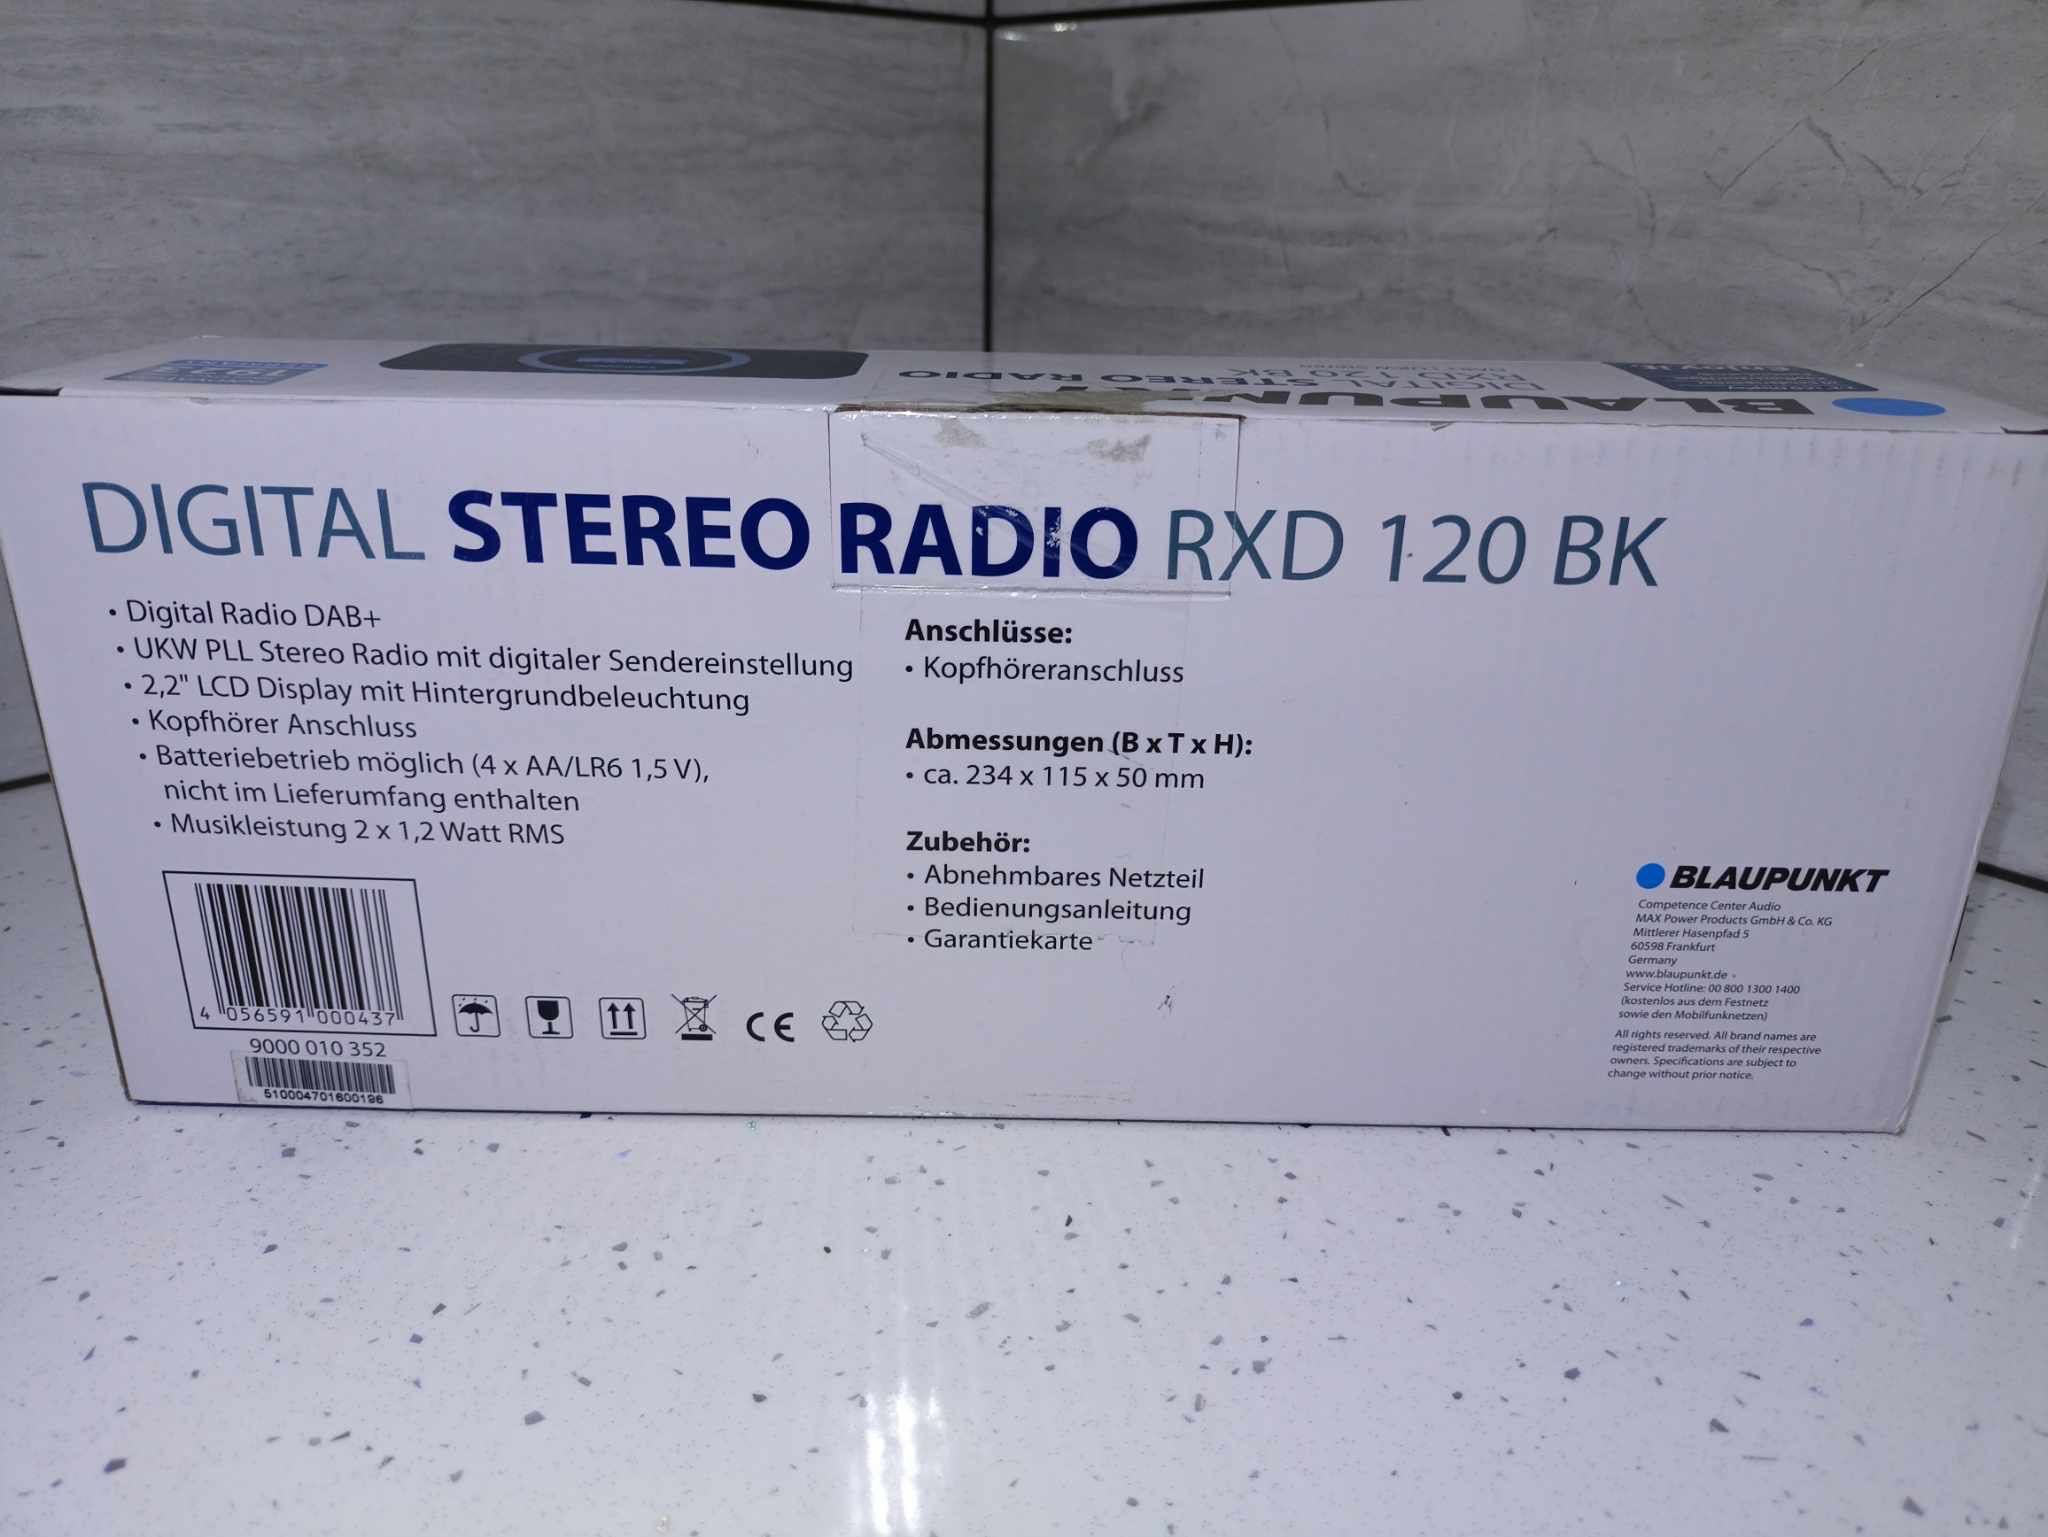 DIGITAL STEREO RADIO
RXD 120 BK
DIGITAL STEREO RADIO RXD 120 BK
• Digital Radio DAB+
• UKW PLL Stereo Radio mit digitaler Sendereinstellung
• 2,2" LCD Display mit Hintergrundbeleuchtung
• Kopfhörer Anschluss
• Batteriebetrieb möglich (4 x AA/LR6 1,5 V),
nicht im Lieferumfang enthalten
• Musikleistung 2 x 1,2 Watt RMS
Anschlüsse:
• Kopfhöreranschluss
Abmessungen (B x T x H):
• ca. 234 x 115 x 50 mm
Zubehör:
• Abnehmbares Netzteil
• Bedienungsanleitung
• Garantiekarte
4 056591 000437
9000 010 352
510004701600196
CE
BLAUPUNKT
Competence Center Audio
MAX Power Products GmbH & Co. KG
Mittlerer Hasenpfad 5
60598 Frankfurt
Germany
www.blaupunkt.de
Service Hotline: 00 800 1300 1400
(kostenlos aus dem Festnetz
sowie den Mobilfunknetzen)
All rights reserved. All brand names are
registered trademarks of their respective
owners. Specifications are subject to
change without prior notice.